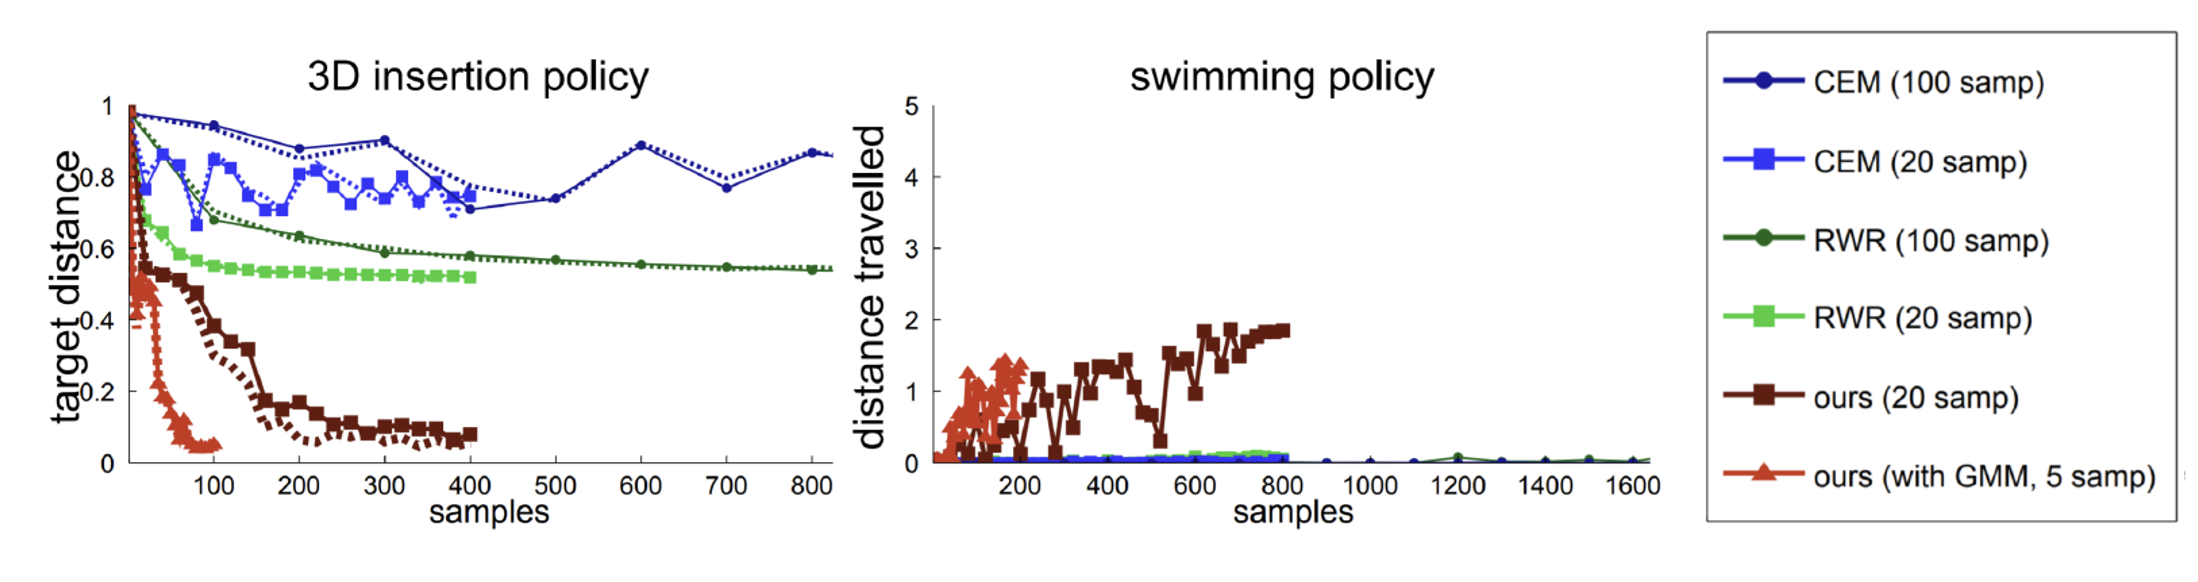 3D insertion policy
target distance
1
0.8
0.6
0.4
0.2
0
100 200 300 400 500 600 700 800
samples
swimming policy
distance travelled
5
4
3
2
1
0
200 400 600 800 1000 1200 1400 1600
samples
CEM (100 samp)
CEM (20 samp)
RWR (100 samp)
RWR (20 samp)
ours (20 samp)
ours (with GMM, 5 samp)